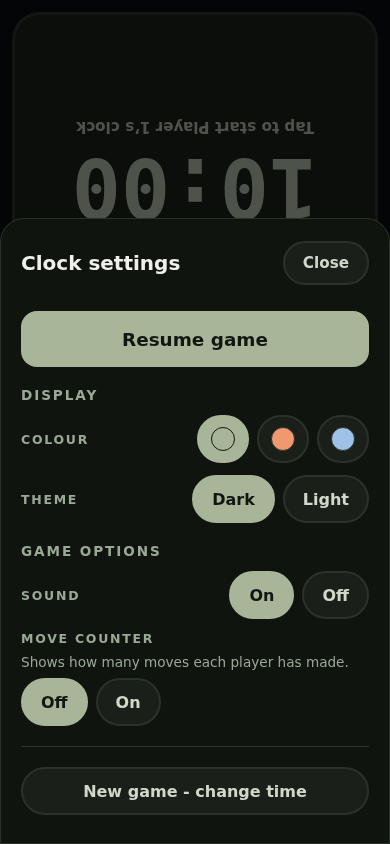 Tap to start Player 1's clock
10:00
Clock settings
Close
Resume game
DISPLAY
COLOUR
THEME
Dark
Light
GAME OPTIONS
SOUND
On
Off
MOVE COUNTER
Shows how many moves each player has made.
Off
On
New game - change time